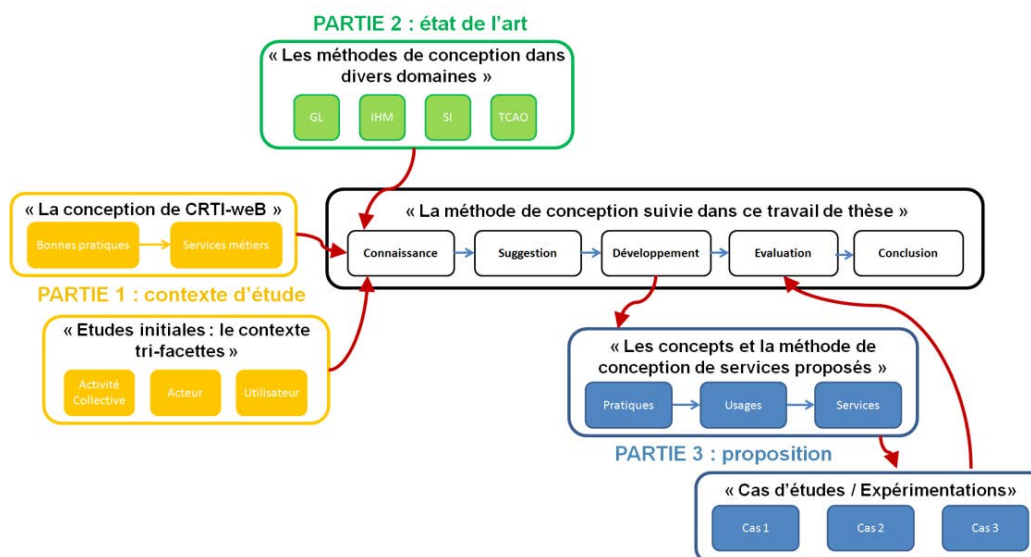 PARTIE 2 : état de l'art
« Les méthodes de conception dans
divers domaines »
GL
IHM
SI
TCAO
« La conception de CRTI-weB »
Bonnes pratiques
Services métiers
PARTIE 1 : contexte d'étude
« Etudes initiales : le contexte
tri-facettes »
Activité
Collective
Acteur
Utilisateur
« La méthode de conception suivie dans ce travail de thèse »
Connaissance
Suggestion
Développement
Evaluation
Conclusion
« Les concepts et la méthode de
conception de services proposés »
Pratiques
Usages
Services
PARTIE 3 : proposition
« Cas d'études / Expérimentations»
Cas 1
Cas 2
Cas 3